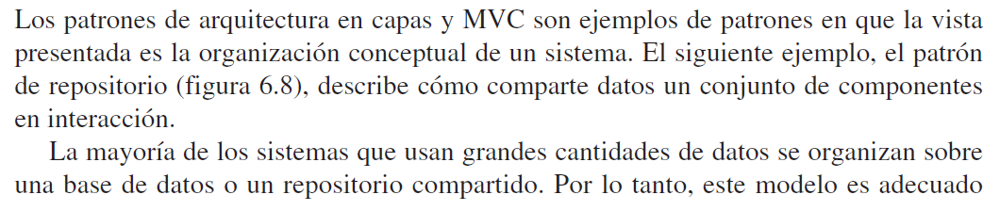 Los patrones de arquitectura en capas y MVC son ejemplos de patrones en que la vista
presentada es la organización conceptual de un sistema. El siguiente ejemplo, el patrón
de repositorio (figura 6.8), describe cómo comparte datos un conjunto de componentes
en interacción.
La mayoría de los sistemas que usan grandes cantidades de datos se organizan sobre
una base de datos o un repositorio compartido. Por lo tanto, este modelo es adecuado